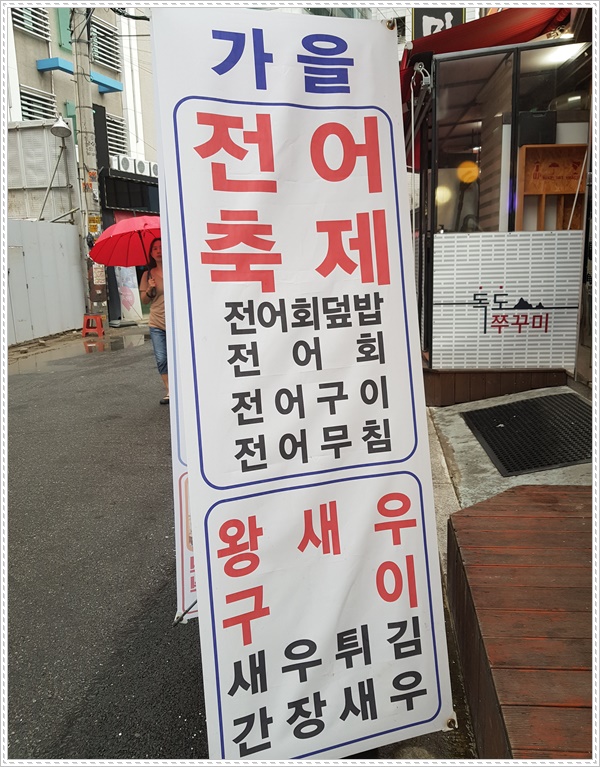 가을
전어
축제
전어회덮밥
전어회
전어구이
전어무침
왕새우
구이
새우튀김
간장새우
독도
쭈꾸미